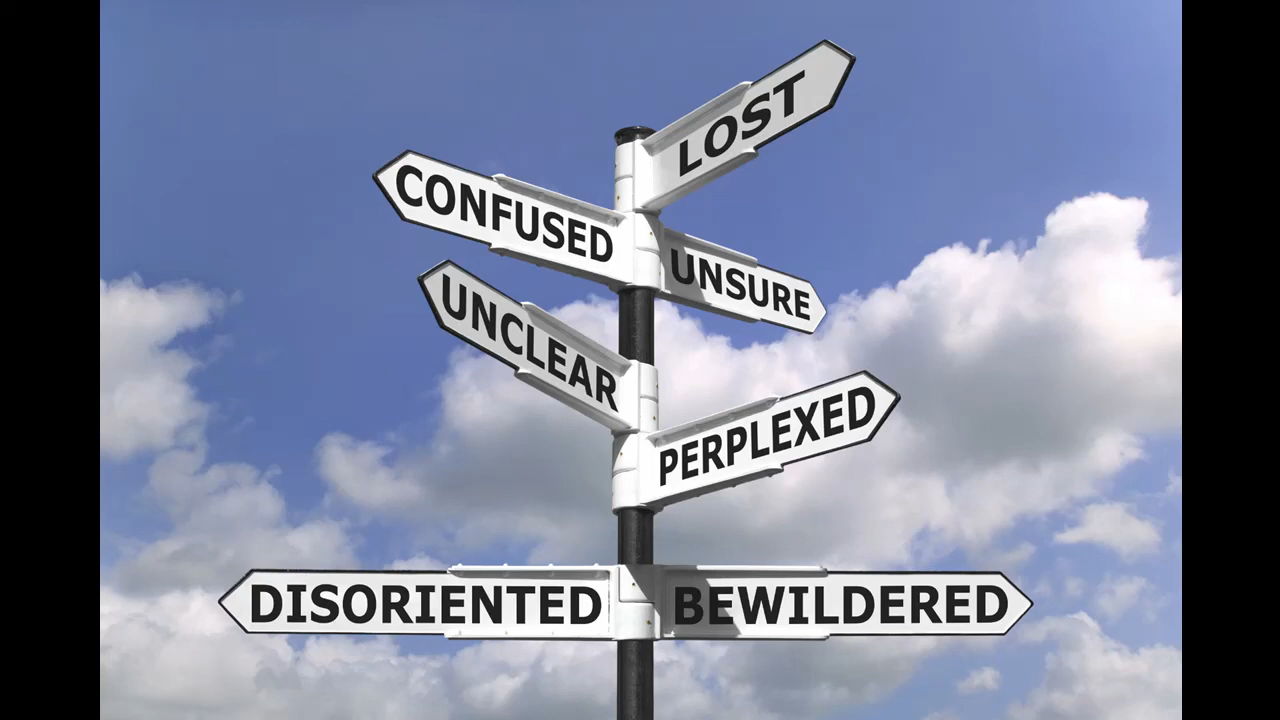 LOST
CONFUSED
UNSURE
UNCLEAR
PERPLEXED
DISORIENTED
BEWILDERED